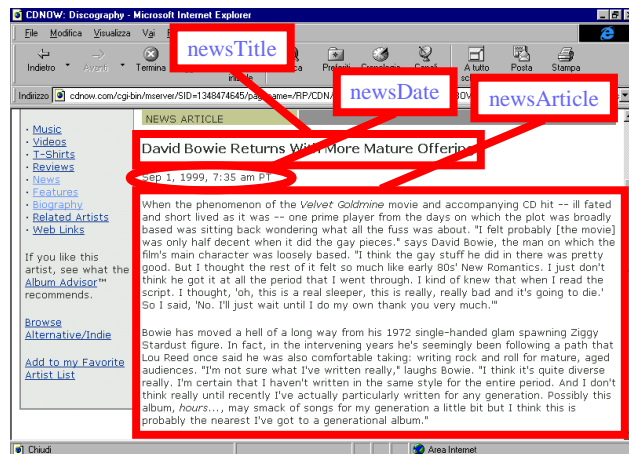 CDNOW: Discography - Microsoft Internet Explorer
File Modifica Visualizza Vai
Indietro Avanti Termina Preferiti Cronologia Canali A tutto Posta Stampa
newsTitle
newsDate
newsArticle
Indirizzo cdnow.com/cgi-bin/mserver/SID=1348474645/pagename=/RP/CDN/
NEWS ARTICLE
· Music
· Videos
· T-Shirts
· Reviews
· News
· Features
· Biography
· Related Artists
· Web Links
If you like this
artist, see what the
Album Advisor™
recommends.
Browse
Alternative/Indie
Add to my Favorite
Artist List
David Bowie Returns With More Mature Offering
Sep 1, 1999, 7:35 am PT
When the phenomenon of the Velvet Goldmine movie and accompanying CD hit -- ill fated
and short lived as it was -- one prime player from the days on which the plot was broadly
based was sitting back wondering what all the fuss was about. "I felt probably [the movie]
was only half decent when it did the gay pieces." says David Bowie, the man on which the
film's main character was loosely based. "I think the gay stuff he did in there was pretty
good. But I thought the rest of it felt so much like early 80s' New Romantics. I just don't
think he got it at all the period that I went through. I kind of knew that when I read the
script. I thought, 'oh, this is a real sleeper, this is really, really bad and it's going to die.'
So I said, 'No. I'll just wait until I do my own thank you very much.'"
Bowie has moved a hell of a long way from his 1972 single-handed glam spawning Ziggy
Stardust figure. In fact, in the intervening years he's seemingly been following a path that
Lou Reed once said he was also comfortable taking: writing rock and roll for mature, aged
audiences. "I'm not sure what I've written really," laughs Bowie. "I think it's quite diverse
really. I'm certain that I haven't written in the same style for the entire period. And I don't
think really until recently I've actually particularly written for any generation. Possibly this
album, hours..., may smack of songs for my generation a little bit but I think this is
probably the nearest I've got to a generational album."
Chiudi
Area Internet